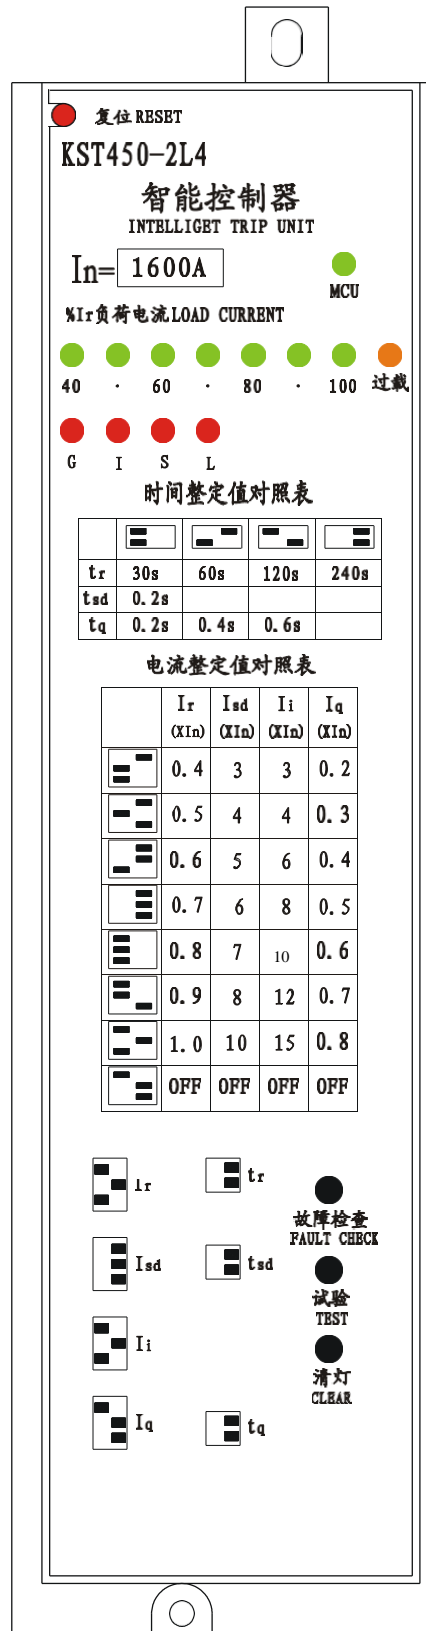 复位 RESET
KST450-2L4
智能控制器
INTELLIGET TRIP UNIT
In= 1600A
MCU
%Ir负荷电流LOAD CURRENT
40 · 60 · 80 · 100 过载
G I S L
时间整定值对照表
tr 30s 60s 120s 240s
tsd 0.2s
tq 0.2s 0.4s 0.6s
电流整定值对照表
Ir Isd Ii Iq
(XIn) (XIn) (XIn) (XIn)
0.4 3 3 0.2
0.5 4 4 0.3
0.6 5 6 0.4
0.7 6 8 0.5
0.8 7 10 0.6
0.9 8 12 0.7
1.0 10 15 0.8
OFF OFF OFF OFF
Ir tr
故障检查
FAULT CHECK
Isd tsd
试验
TEST
Ii
清灯
CLEAR
Iq tq